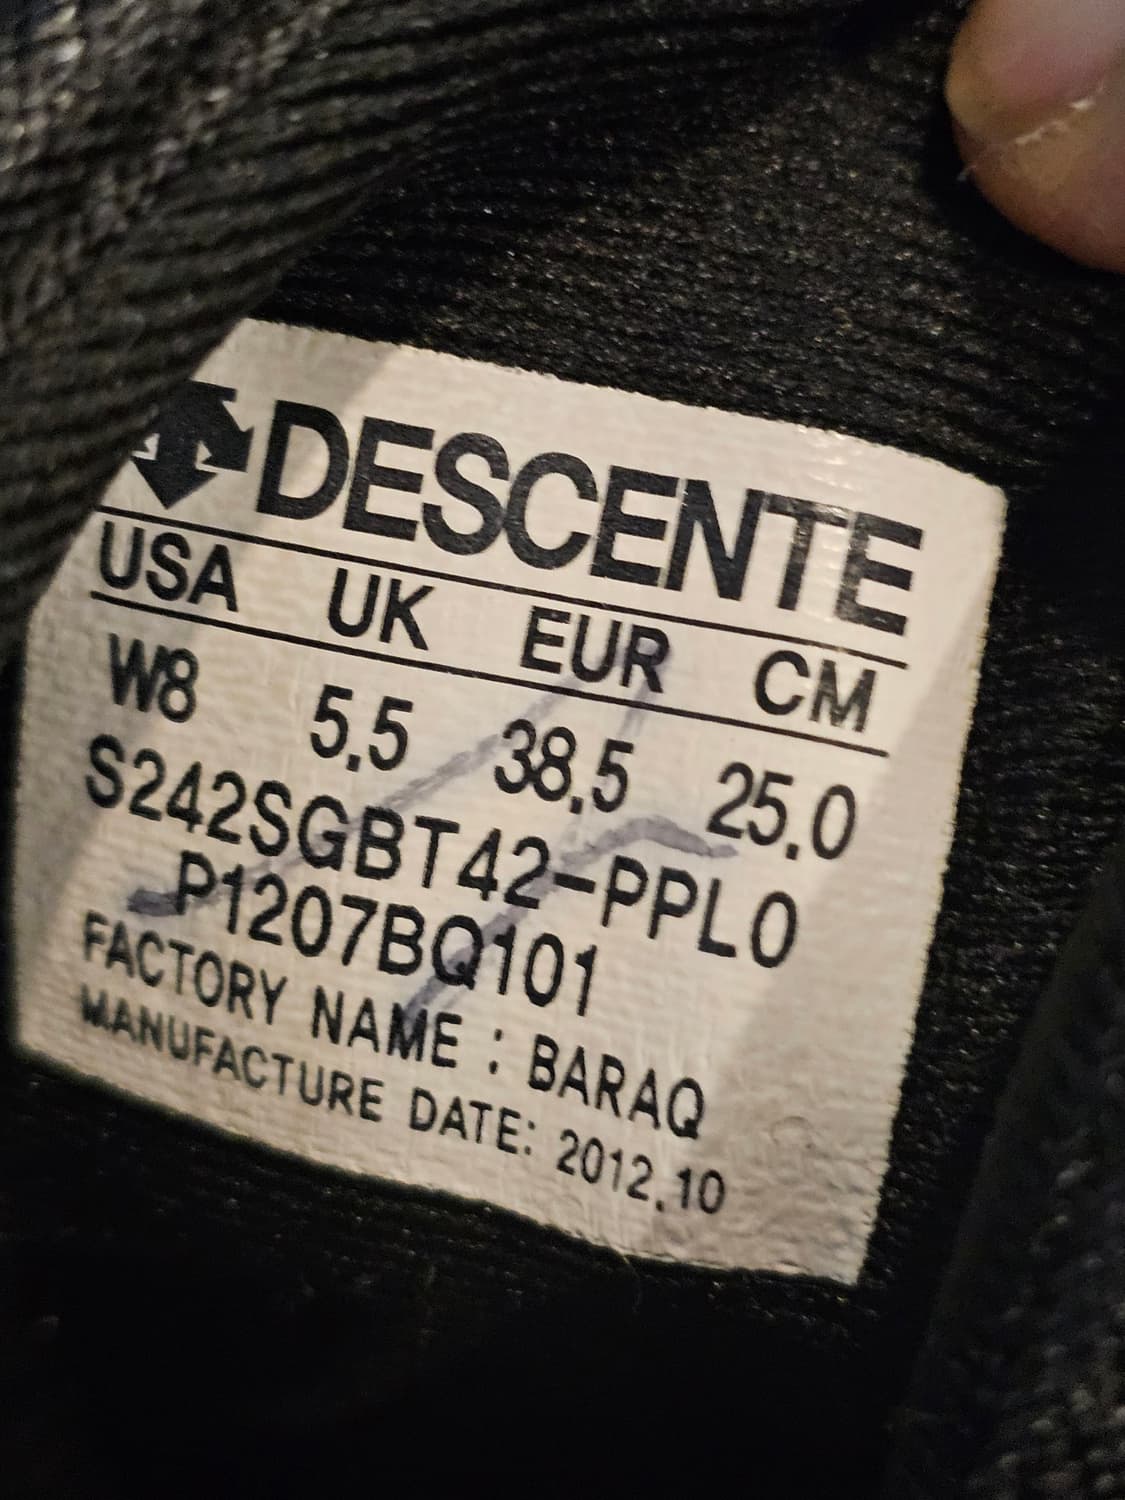 DESCENTE
USA UK EUR CM
W8 5.5 38.5 25.0
S242SGBT42-PPL0
P1207BQ101
FACTORY NAME : BARAQ
MANUFACTURE DATE: 2012.10